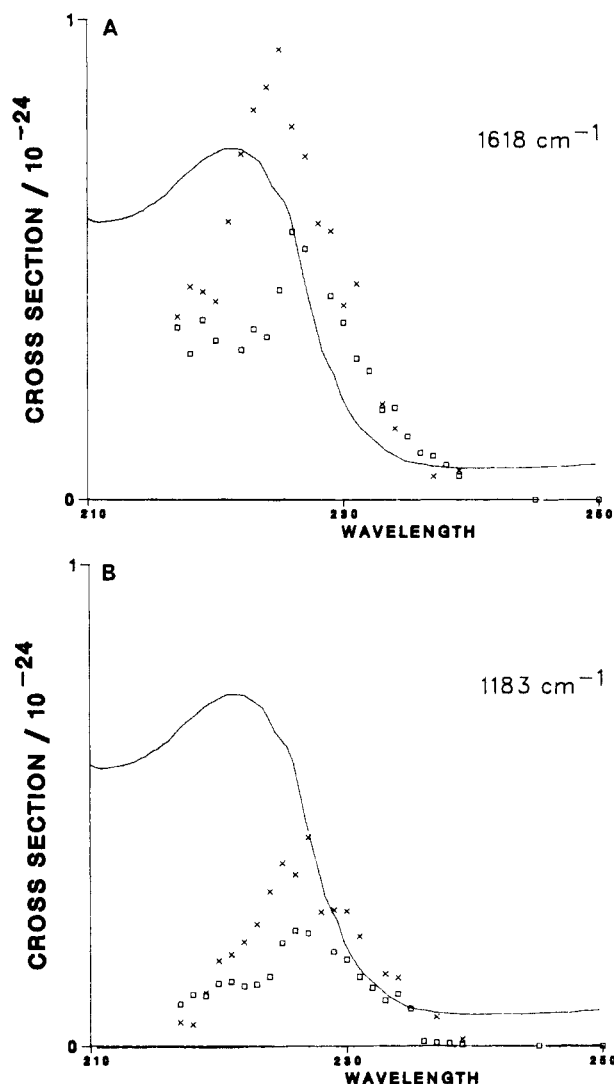 1
A
CROSS SECTION / 10⁻²⁴
1618 cm⁻¹
0
210
230
250
WAVELENGTH
1
B
CROSS SECTION / 10⁻²⁴
1183 cm⁻¹
0
210
230
250
WAVELENGTH